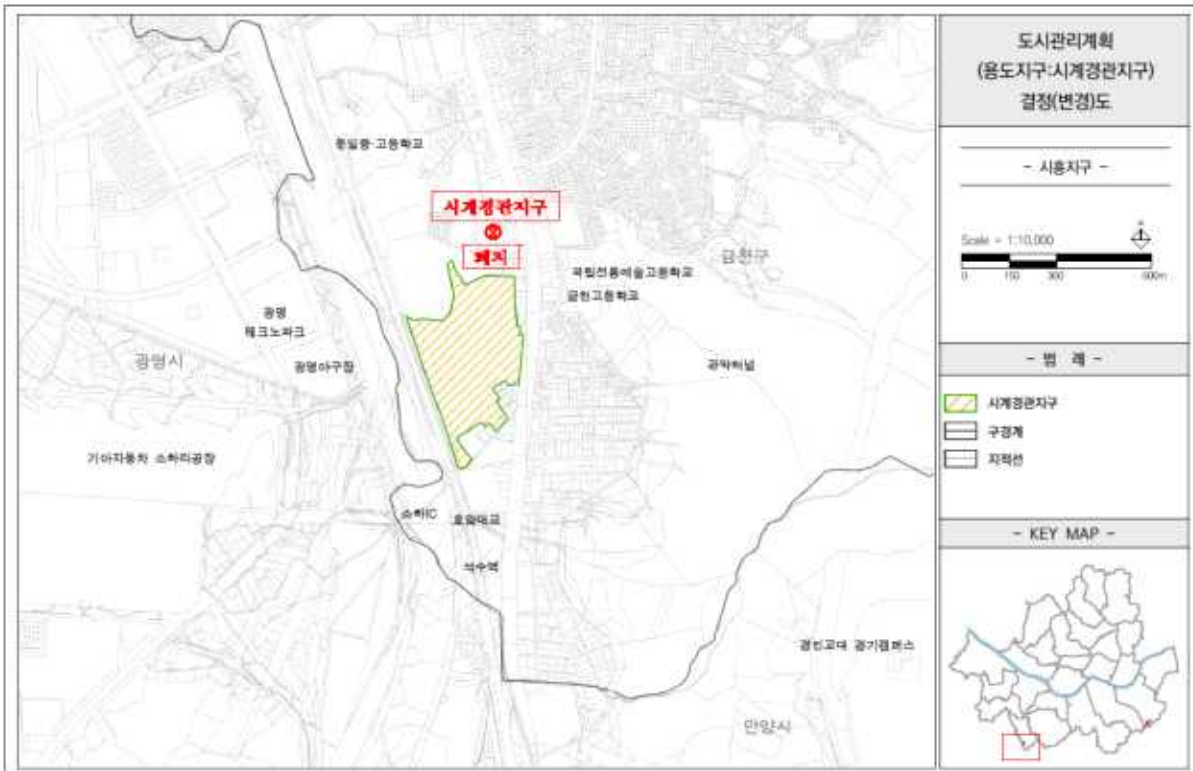 도시관리계획
(용도지구:시계경관지구)
결정(변경)도
- 시흥지구 -
Scale = 1:10,000
0 150 300 600m
- 범 례 -
시계경관지구
구경계
지적선
- KEY MAP -
동일중·고등학교
시계경관지구
폐지
금천구
국립전통예술고등학교
금천고등학교
광명
테크노파크
광명시
광명야구장
관악터널
기아자동차 소하리공장
소하IC
호암대교
석수역
경인교대 경기캠퍼스
안양시